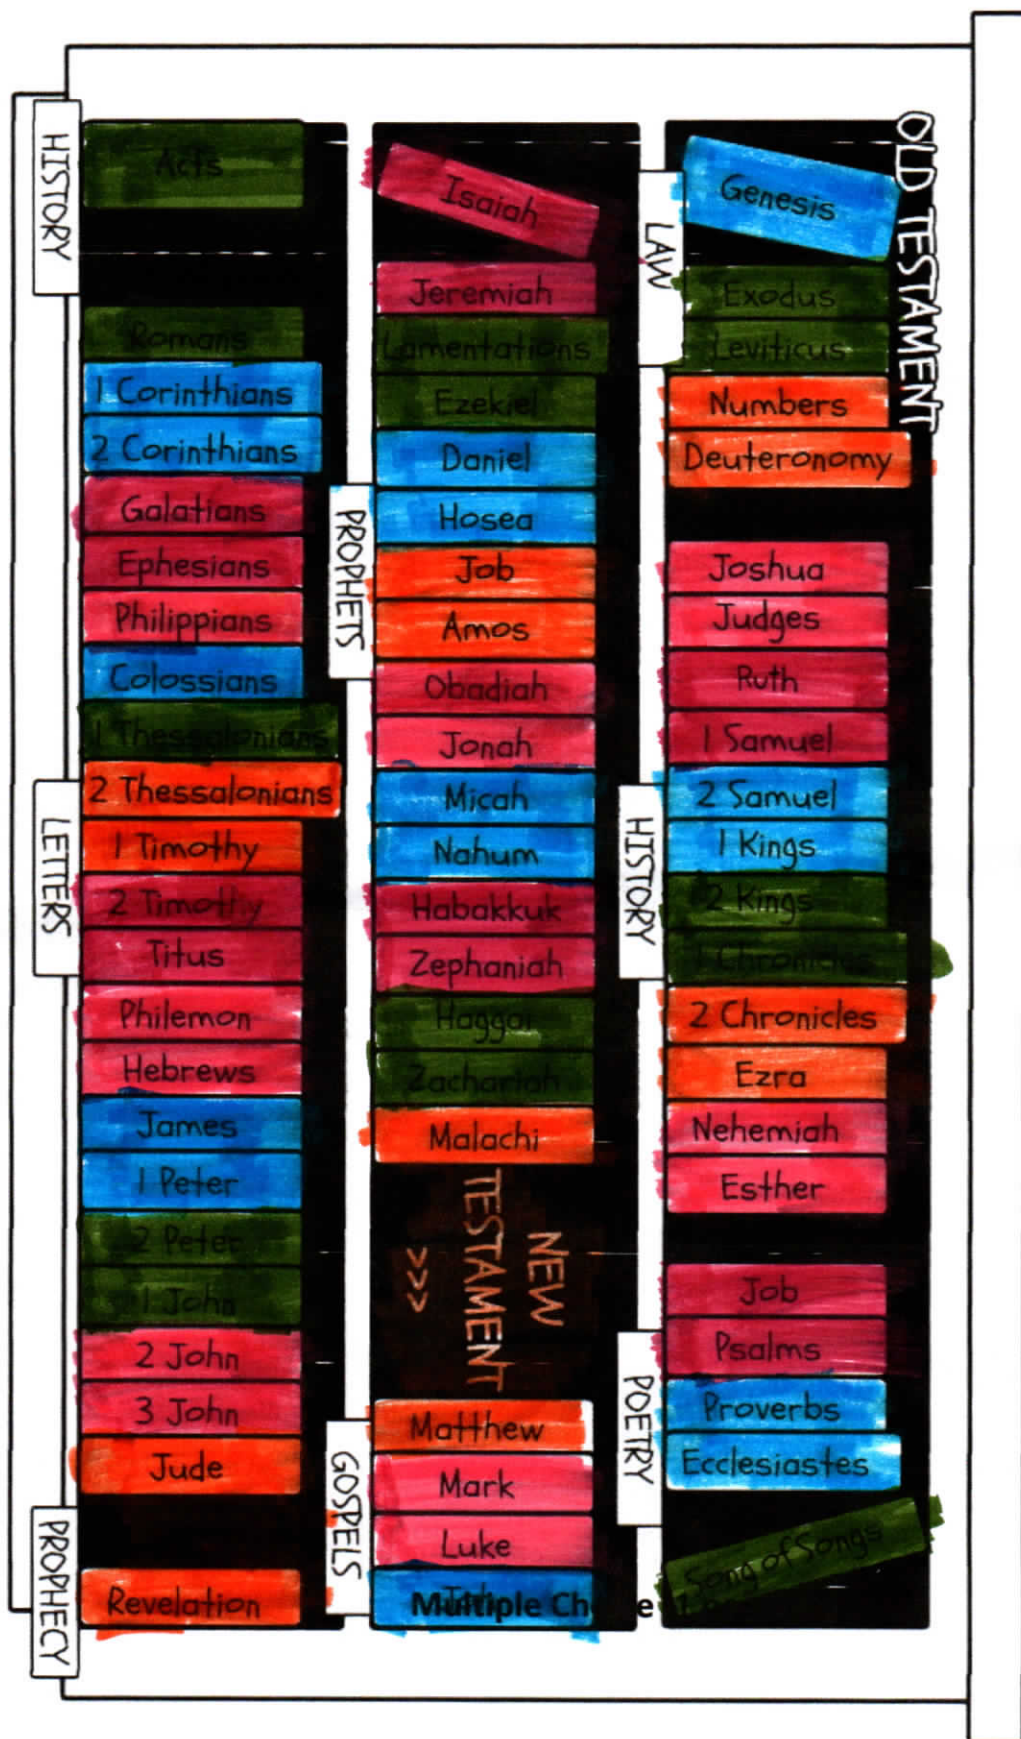 OLD TESTAMENT
LAW
Genesis
Exodus
Leviticus
Numbers
Deuteronomy
HISTORY
Joshua
Judges
Ruth
1 Samuel
2 Samuel
1 Kings
2 Kings
1 Chronicles
2 Chronicles
Ezra
Nehemiah
Esther
POETRY
Job
Psalms
Proverbs
Ecclesiastes
Song of Songs
PROPHETS
Isaiah
Jeremiah
Lamentations
Ezekiel
Daniel
Hosea
Job
Amos
Obadiah
Jonah
Micah
Nahum
Habakkuk
Zephaniah
Haggai
Zachariah
Malachi
NEW
TESTAMENT
>>>
GOSPELS
Matthew
Mark
Luke
Multiple
HISTORY
Acts
LETTERS
Romans
1 Corinthians
2 Corinthians
Galatians
Ephesians
Philippians
Colossians
1 Thessalonians
2 Thessalonians
1 Timothy
2 Timothy
Titus
Philemon
Hebrews
James
1 Peter
2 Peter
1 John
2 John
3 John
Jude
PROPHECY
Revelation